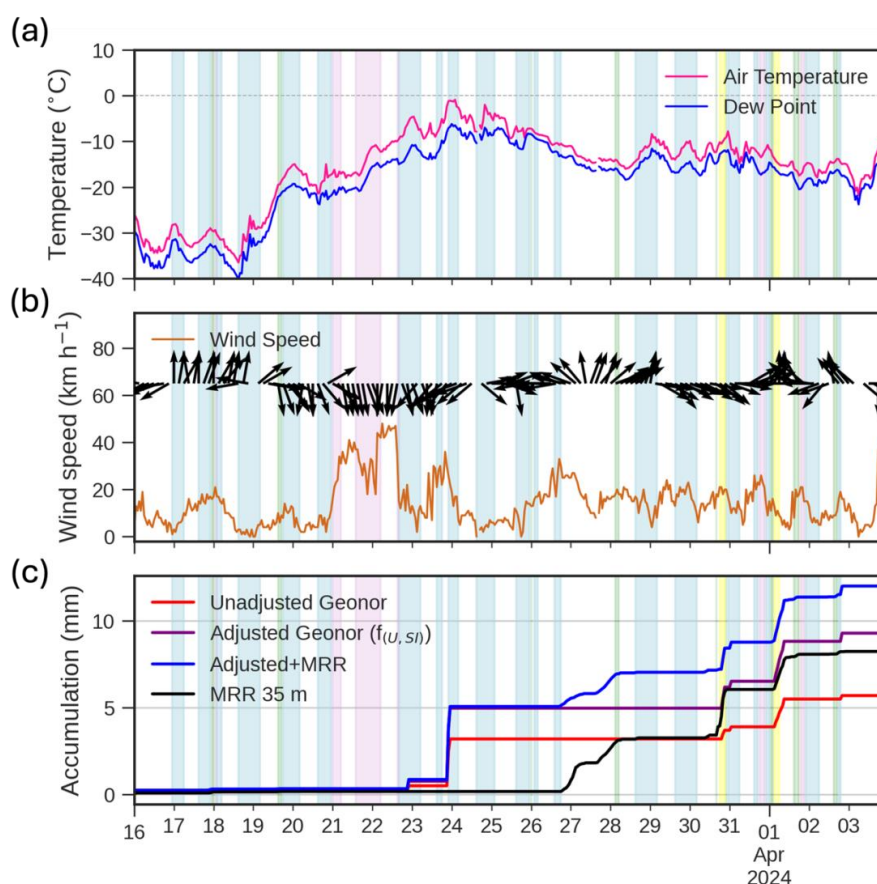 (a)
10
0
−10
−20
−30
−40
Temperature (°C)
Air Temperature
Dew Point
(b)
80
60
40
20
0
Wind speed (km h⁻¹)
Wind Speed
(c)
10
5
0
Accumulation (mm)
Unadjusted Geonor
Adjusted Geonor (f(U, SI))
Adjusted+MRR
MRR 35 m
16 17 18 19 20 21 22 23 24 25 26 27 28 29 30 31 01 02 03
Apr
2024